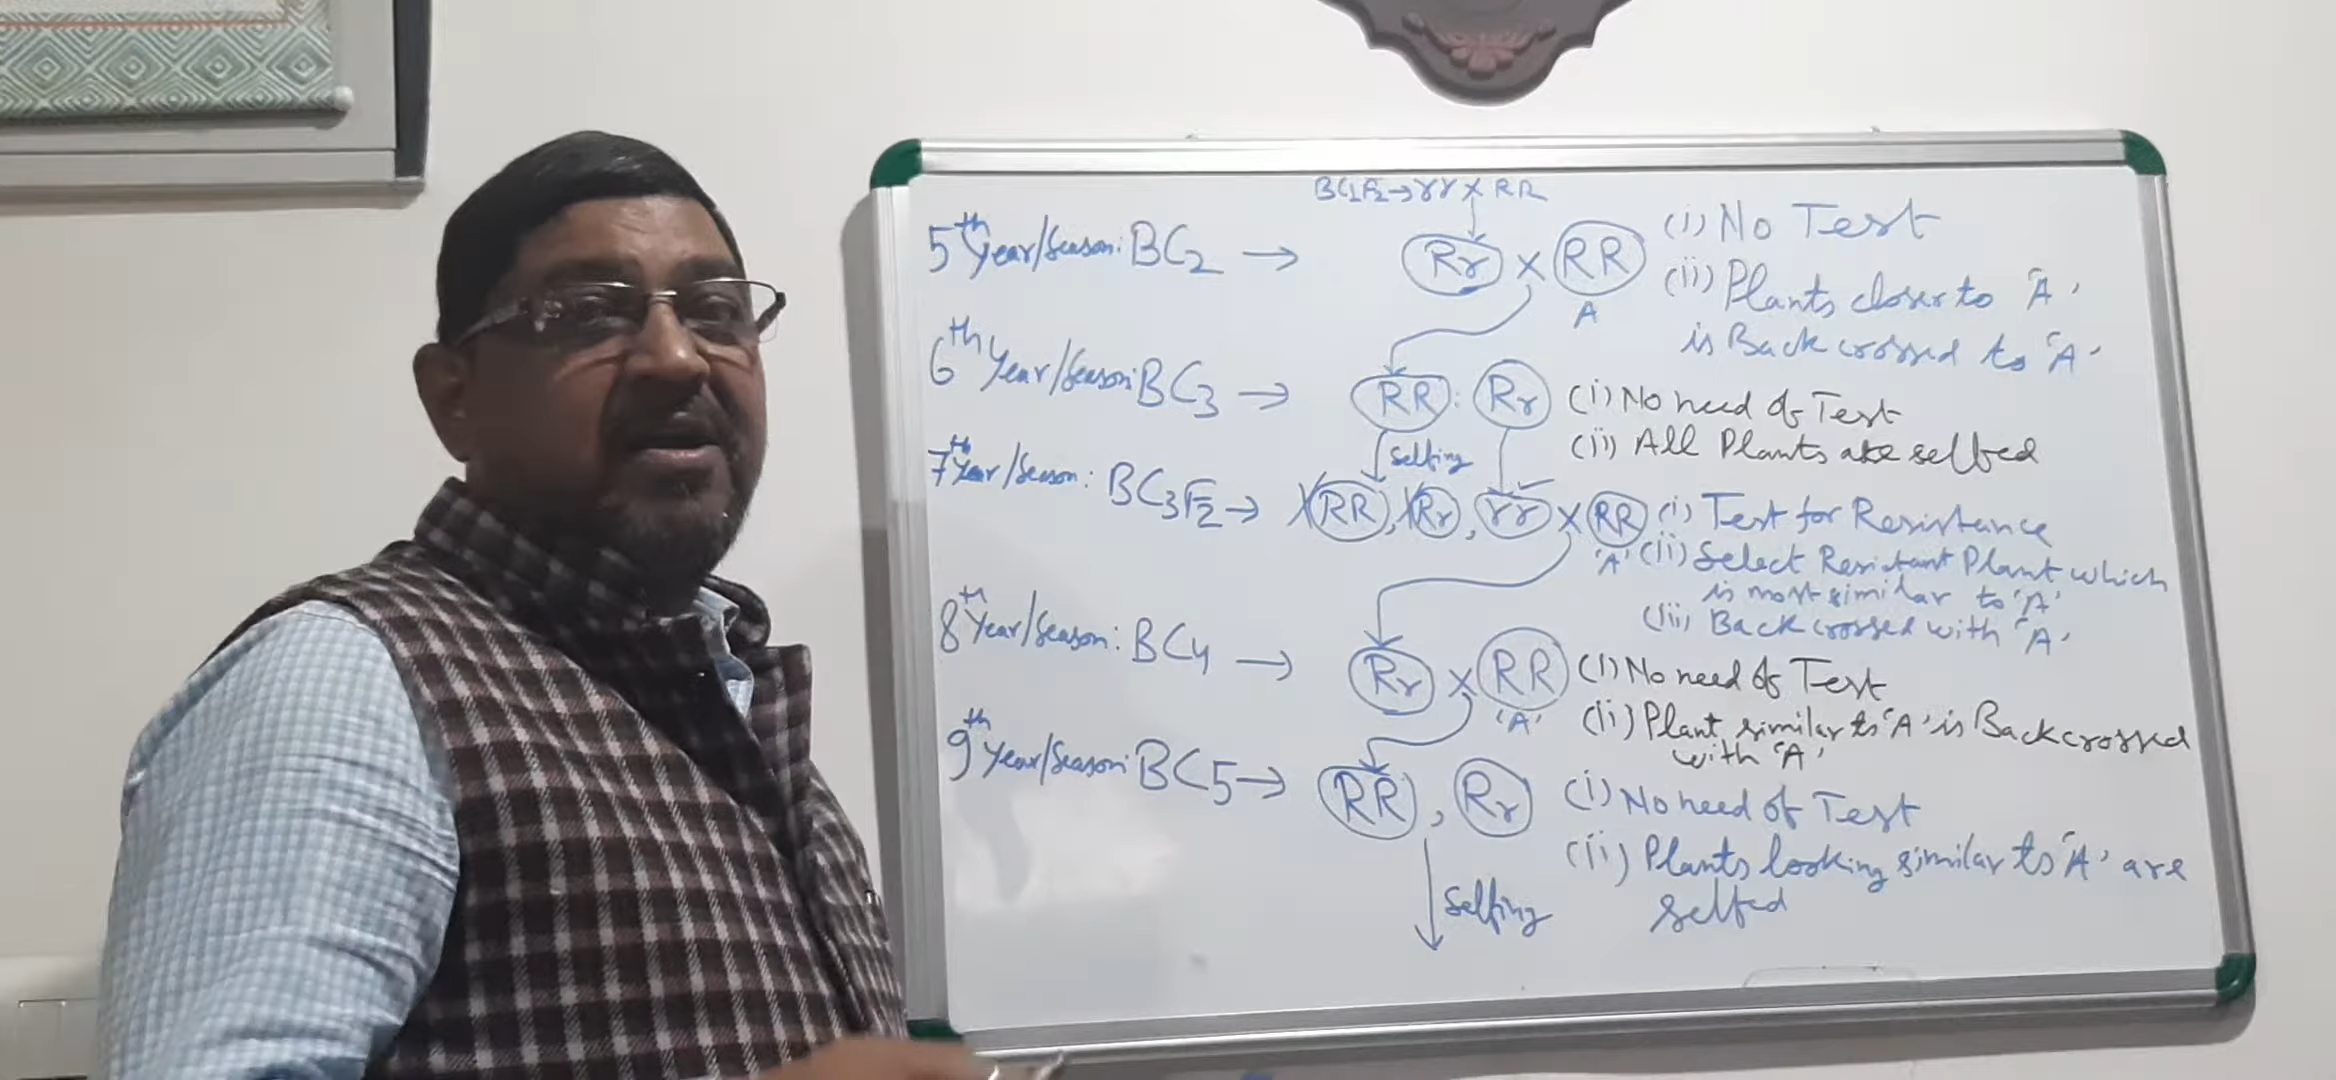 BC₁F₂→rr × RR
5th Year/Season: BC₂ → Rr × RR (i) No Test
A (ii) Plants closer to 'A'
is Back crossed to 'A'
6th Year/Season: BC₃ → RR : Rr (i) No need of Test
Selfing (ii) All Plants are selfed
7th Year/Season: BC₃F₂ → RR, Rr, rr × RR (i) Test for Resistance
'A' (ii) Select Resistant Plant which
is most similar to 'A'
(iii) Back crossed with 'A'
8th Year/Season: BC₄ → Rr × RR (i) No need of Test
'A' (ii) Plant similar to 'A' is Backcrossed
with 'A'
9th Year/Season: BC5 → RR, Rr (i) No need of Test
(ii) Plants looking similar to 'A' are
Selfing selfed